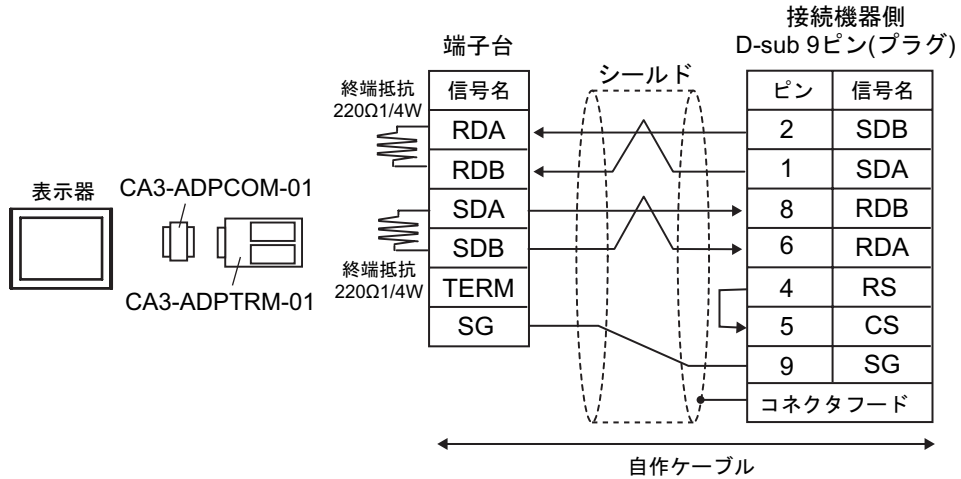 接続機器側
D-sub 9ピン(プラグ)
端子台
シールド
終端抵抗
220Ω1/4W
信号名
ピン 信号名
RDA 2 SDB
RDB 1 SDA
表示器
CA3-ADPCOM-01
SDA 8 RDB
SDB 6 RDA
終端抵抗
220Ω1/4W
CA3-ADPTRM-01
TERM 4 RS
SG 5 CS
9 SG
コネクタフード
自作ケーブル